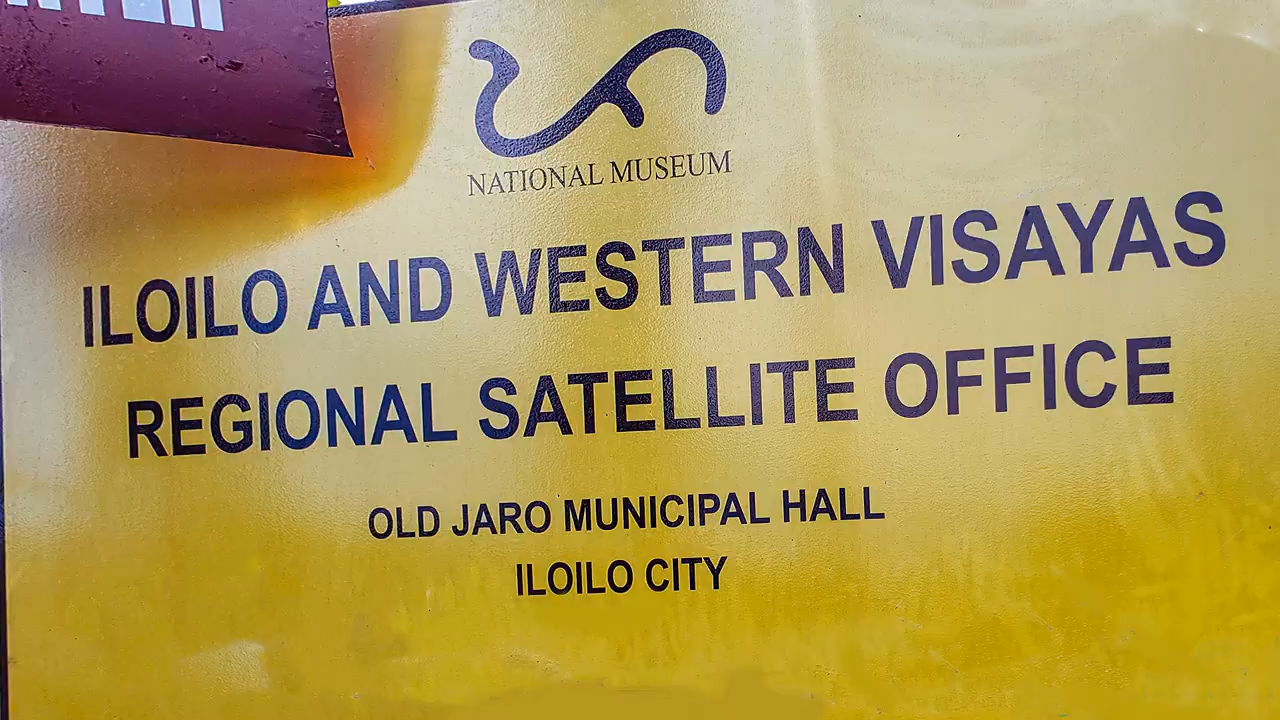 NATIONAL MUSEUM
ILOILO AND WESTERN VISAYAS
REGIONAL SATELLITE OFFICE
OLD JARO MUNICIPAL HALL
ILOILO CITY